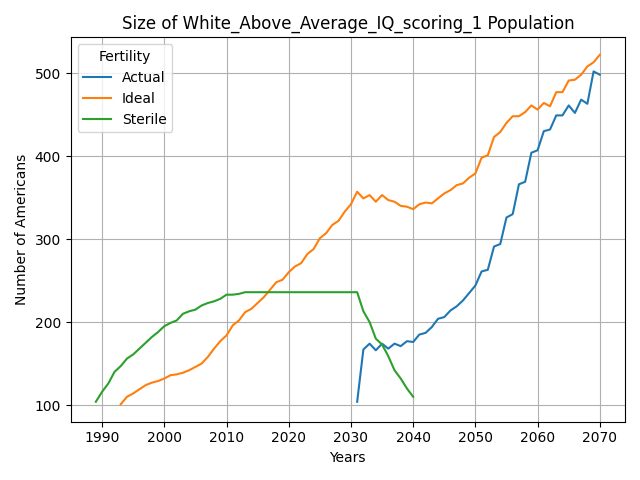 Size of White_Above_Average_IQ_scoring_1 Population
Fertility
Actual
Ideal
Sterile
Number of Americans
500
400
300
200
100
1990 2000 2010 2020 2030 2040 2050 2060 2070
Years